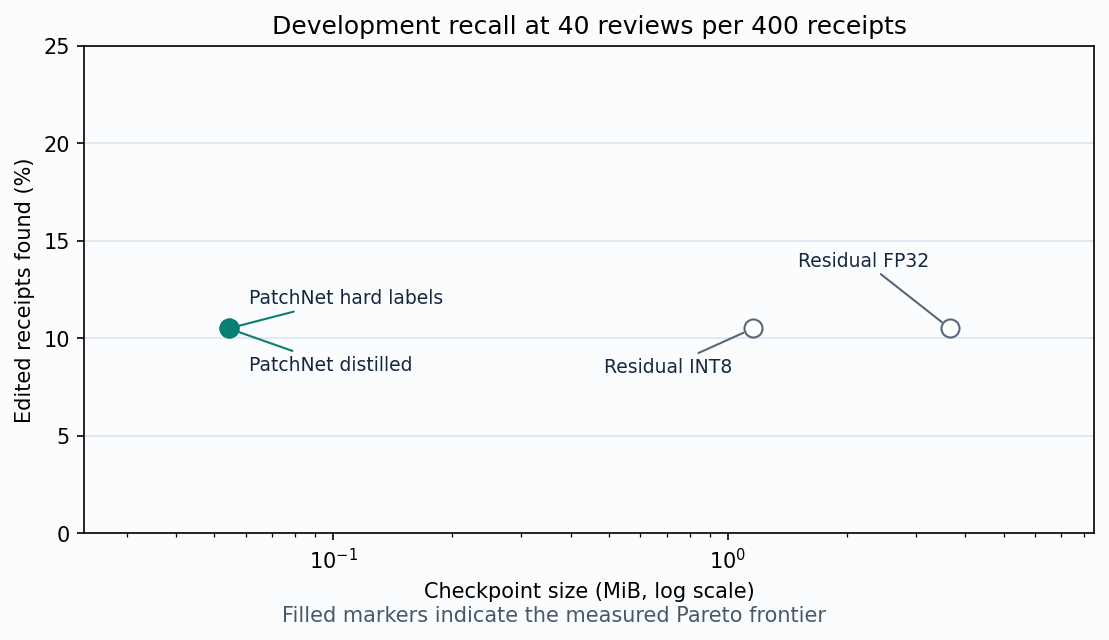 Development recall at 40 reviews per 400 receipts
Edited receipts found (%)
25
20
15
10
5
0
PatchNet hard labels
PatchNet distilled
Residual FP32
Residual INT8
10⁻¹
10⁰
Checkpoint size (MiB, log scale)
Filled markers indicate the measured Pareto frontier